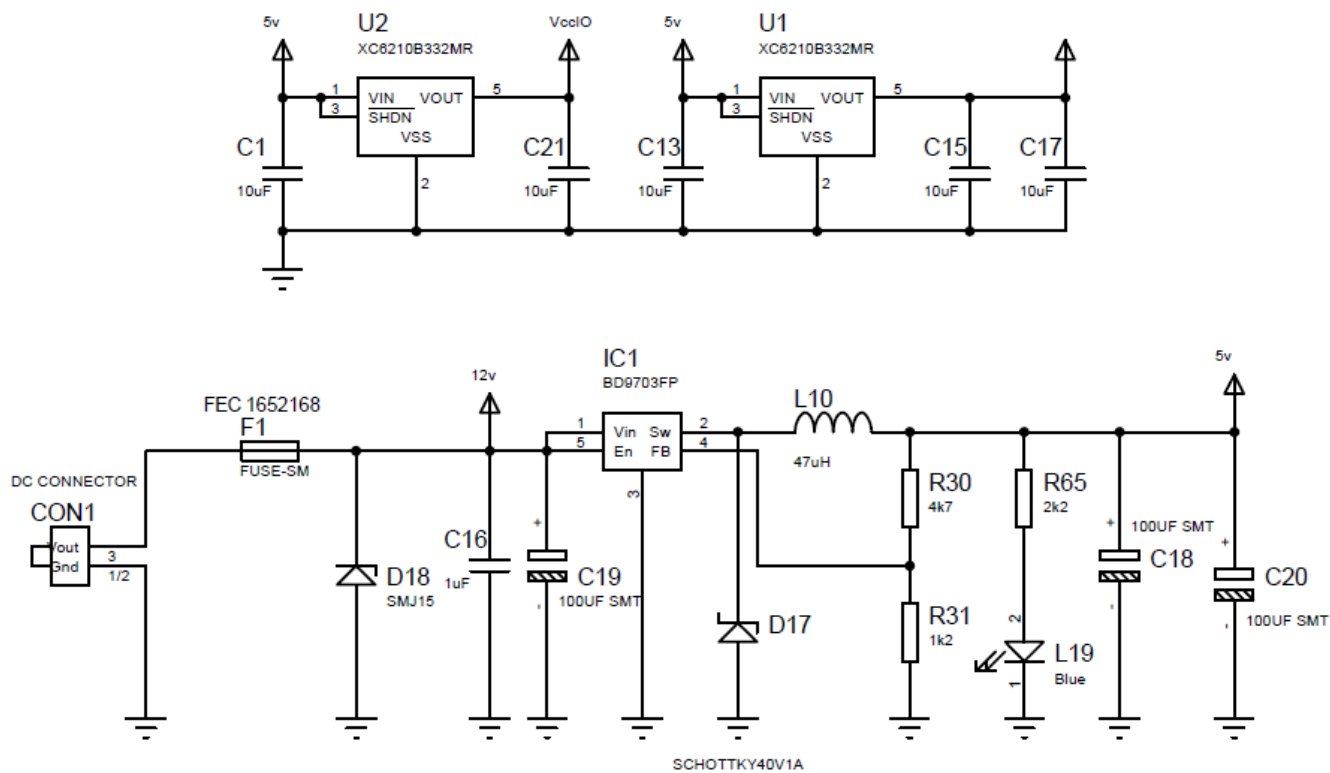 5v
U2
XC6210B332MR
VccIO
5v
U1
XC6210B332MR
1
VIN
VOUT
5
3
SHDN
VSS
2
C1
10uF
C21
10uF
C13
10uF
1
VIN
VOUT
5
3
SHDN
VSS
2
C15
10uF
C17
10uF
DC CONNECTOR
CON1
Vout
Gnd
3
1/2
FEC 1652168
F1
FUSE-SM
12v
D18
SMJ15
C16
1uF
+
C19
100UF SMT
-
IC1
BD9703FP
1
Vin
Sw
2
5
En
FB
4
3
L10
47uH
D17
SCHOTTKY40V1A
R30
4k7
R31
1k2
R65
2k2
2
L19
Blue
1
+
100UF SMT
C18
-
5v
+
C20
100UF SMT
-